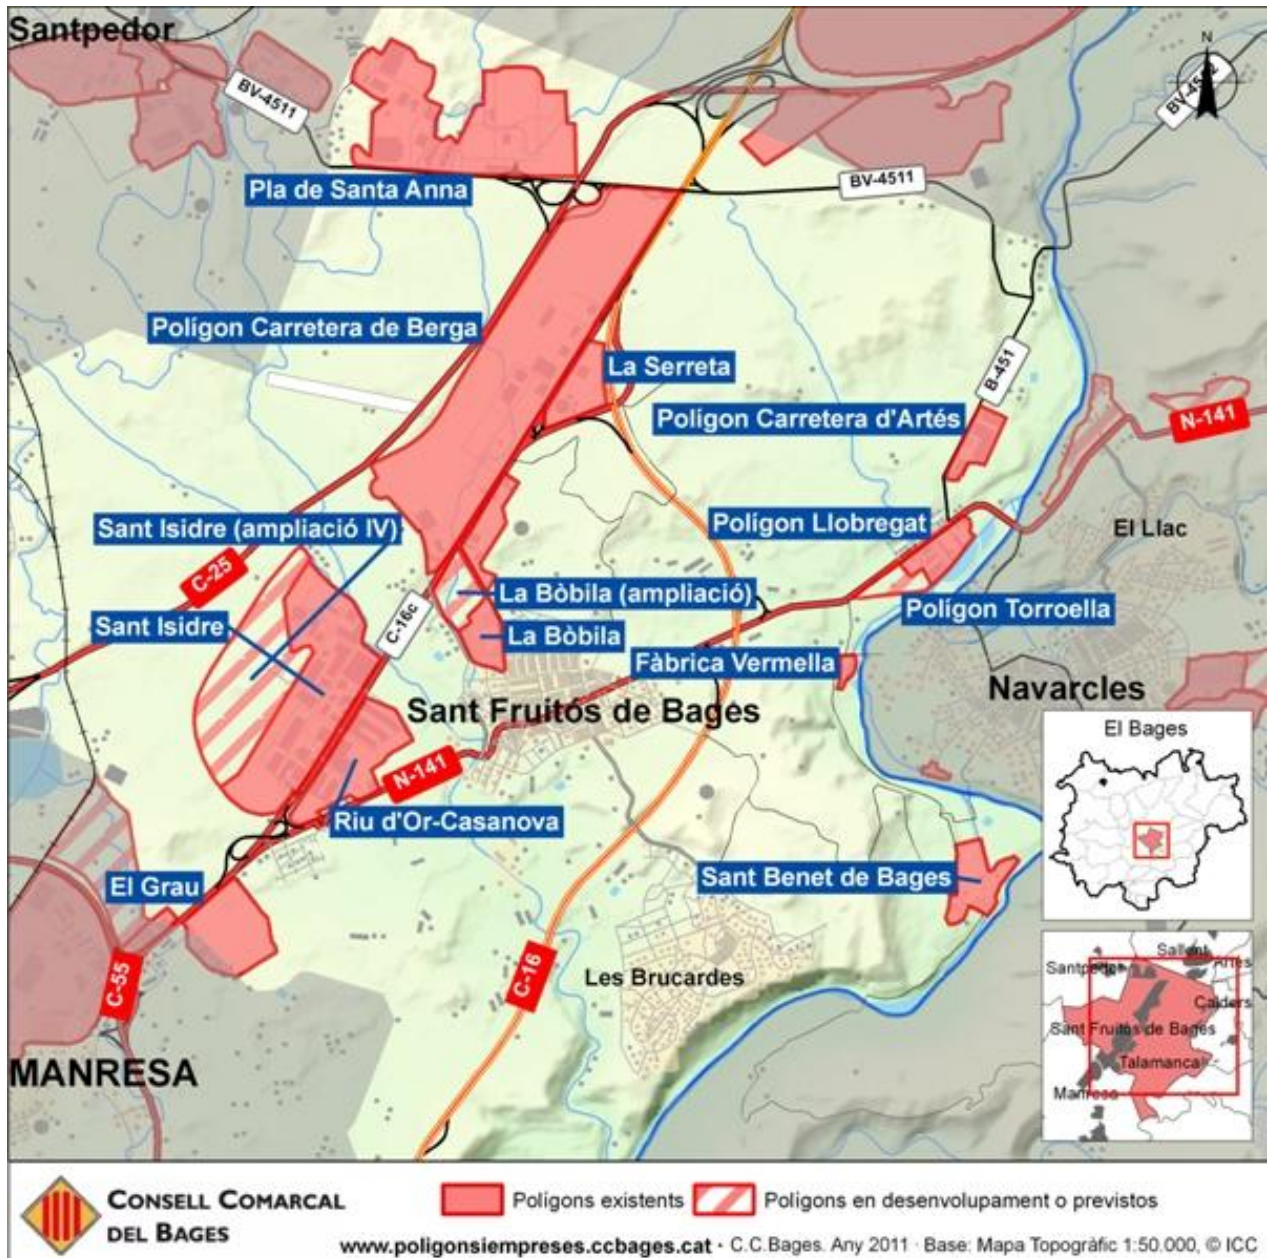 Santpedor
N
BV-4511
BV-4512
Pla de Santa Anna
BV-4511
Polígon Carretera de Berga
La Serreta
B-451
Polígon Carretera d'Artés
N-141
Sant Isidre (ampliació IV)
Polígon Llobregat
El Llac
C-25
La Bòbila (ampliació)
Polígon Torroella
Sant Isidre
C-16c
La Bòbila
Fàbrica Vermella
Navarcles
Sant Fruitós de Bages
El Bages
N-141
Riu d'Or-Casanova
El Grau
Sant Benet de Bages
C-55
C-16
Les Brucardes
Sallent
Santpedor
Artés
Calders
Sant Fruitós de Bages
Talamanca
Manresa
MANRESA
CONSELL COMARCAL
DEL BAGES
Polígons existents
Polígons en desenvolupament o previstos
www.poligonsiempreses.ccbages.cat · C.C.Bages. Any 2011 · Base: Mapa Topogràfic 1:50.000, © ICC